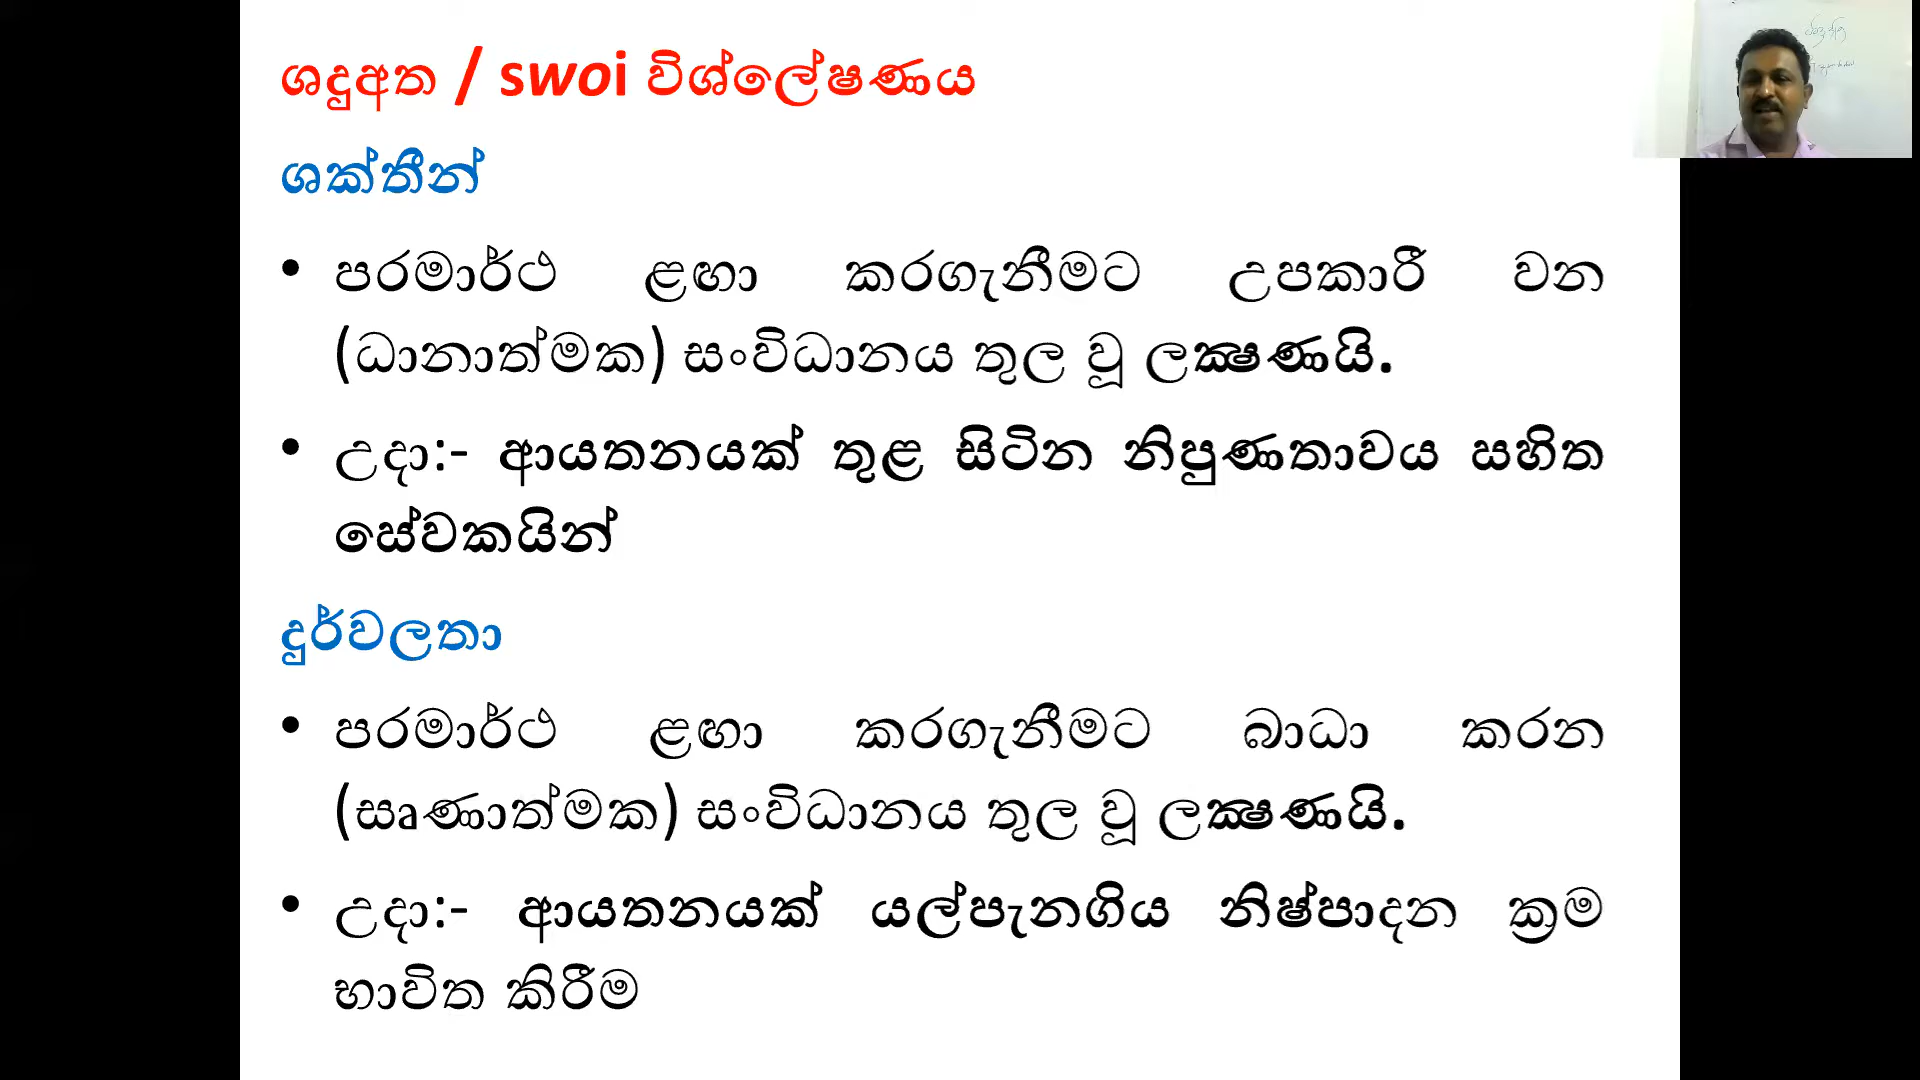 ශදුඅත / swoi විශ්ලේෂණය
ශක්තීන්
• පරමාර්ථ ළඟා කරගැනීමට උපකාරී වන
(ධානාත්මක) සංවිධානය තුල වූ ලක්‍ෂණයි.
• උදා:- ආයතනයක් තුළ සිටින නිපුණතාවය සහිත
සේවකයින්
දුර්වලතා
• පරමාර්ථ ළඟා කරගැනීමට බාධා කරන
(සෘණාත්මක) සංවිධානය තුල වූ ලක්‍ෂණයි.
• උදා:- ආයතනයක් යල්පැනගිය නිෂ්පාදන ක්‍රම
භාවිත කිරීම